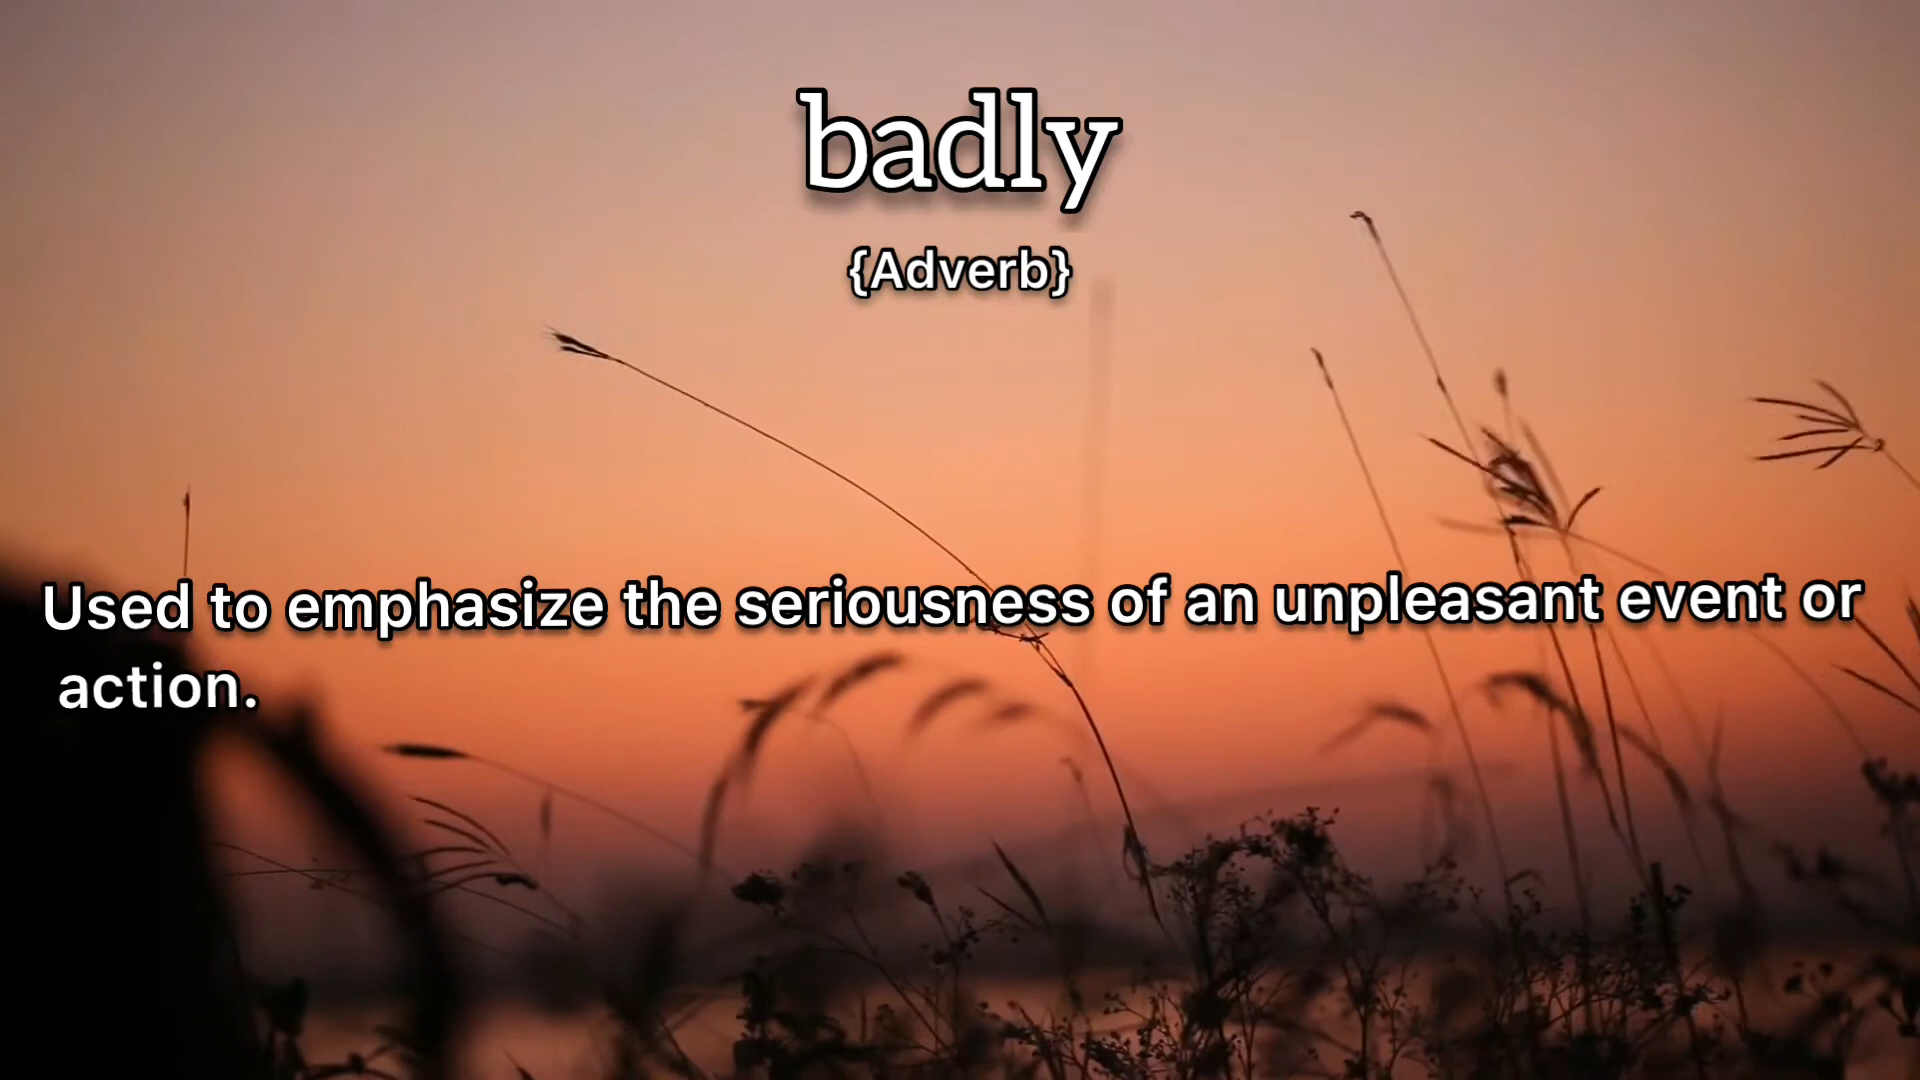 badly
{Adverb}
Used to emphasize the seriousness of an unpleasant event or
action.